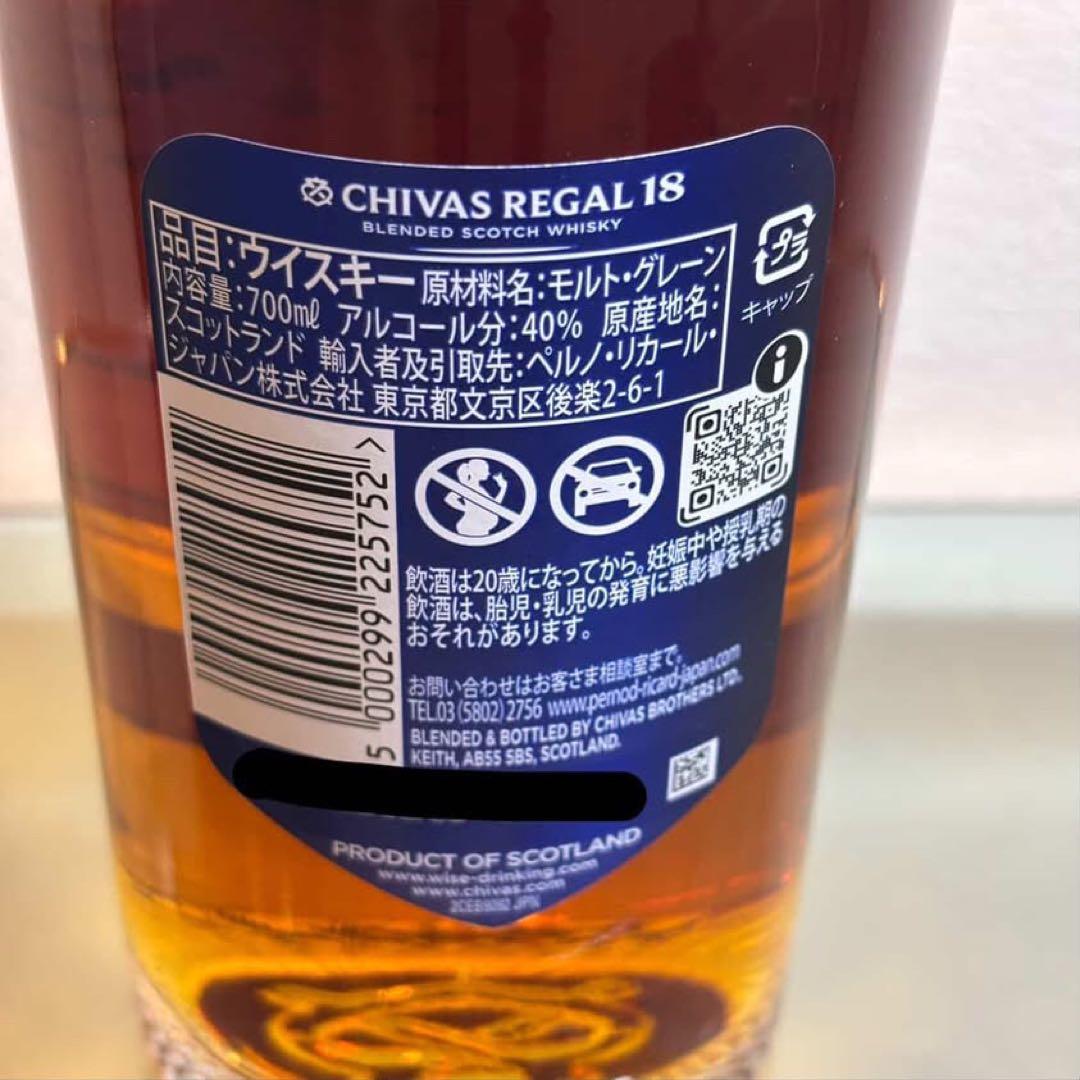 CHIVAS REGAL 18
BLENDED SCOTCH WHISKY
品目:ウイスキー 原材料名:モルト・グレーン
内容量:700㎖ アルコール分:40% 原産地名:
スコットランド 輸入者及引取先:ペルノ・リカール・
ジャパン株式会社 東京都文京区後楽2-6-1
プラ
キャップ
i
5 000299 225752 >
飲酒は20歳になってから。妊娠中や授乳期の
飲酒は、胎児・乳児の発育に悪影響を与える
おそれがあります。
お問い合わせはお客さま相談室まで。
TEL.03 (5802) 2756 www.pernod-ricard-japan.com
BLENDED & BOTTLED BY CHIVAS BROTHERS LTD.,
KEITH, AB55 5BS, SCOTLAND.
PRODUCT OF SCOTLAND
www.wise-drinking.com
www.chivas.com
JPN